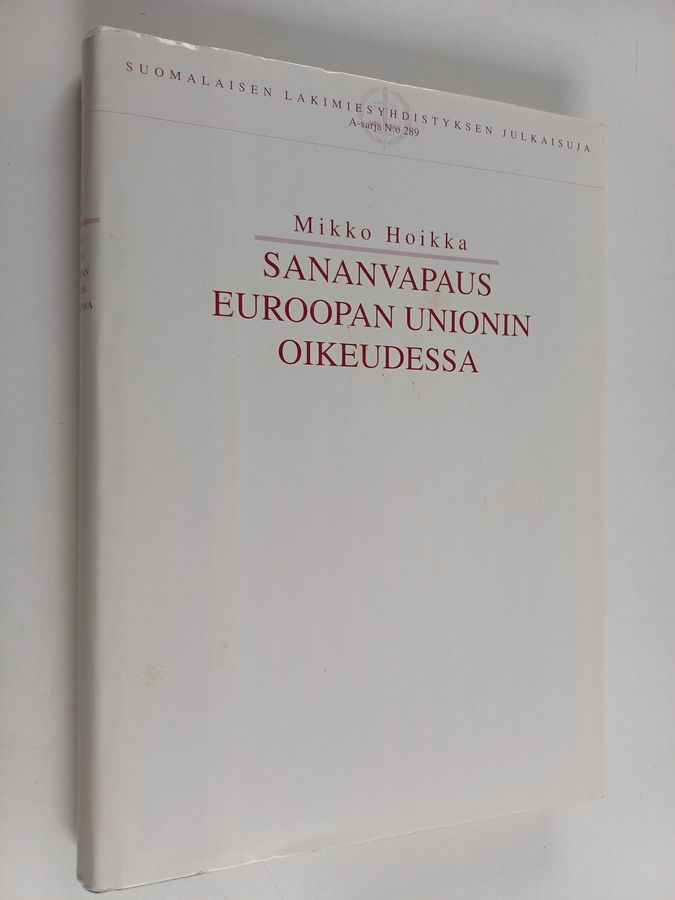 SUOMALAISEN LAKIMIESYHDISTYKSEN JULKAISUJA
A-sarja N:o 289
Mikko Hoikka
SANANVAPAUS
EUROOPAN UNIONIN
OIKEUDESSA